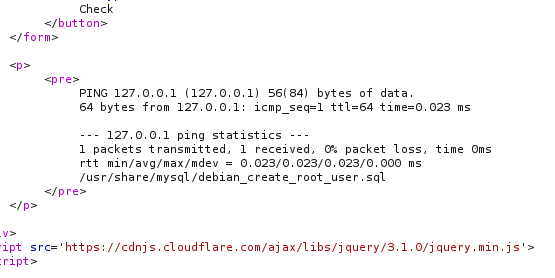 Check
</button>
</form>
<p>
<pre>
PING 127.0.0.1 (127.0.0.1) 56(84) bytes of data.
64 bytes from 127.0.0.1: icmp_seq=1 ttl=64 time=0.023 ms
--- 127.0.0.1 ping statistics ---
1 packets transmitted, 1 received, 0% packet loss, time 0ms
rtt min/avg/max/mdev = 0.023/0.023/0.023/0.000 ms
/usr/share/mysql/debian_create_root_user.sql
</pre>
</p>
iv>
ript src='https://cdnjs.cloudflare.com/ajax/libs/jquery/3.1.0/jquery.min.js'>
cript>